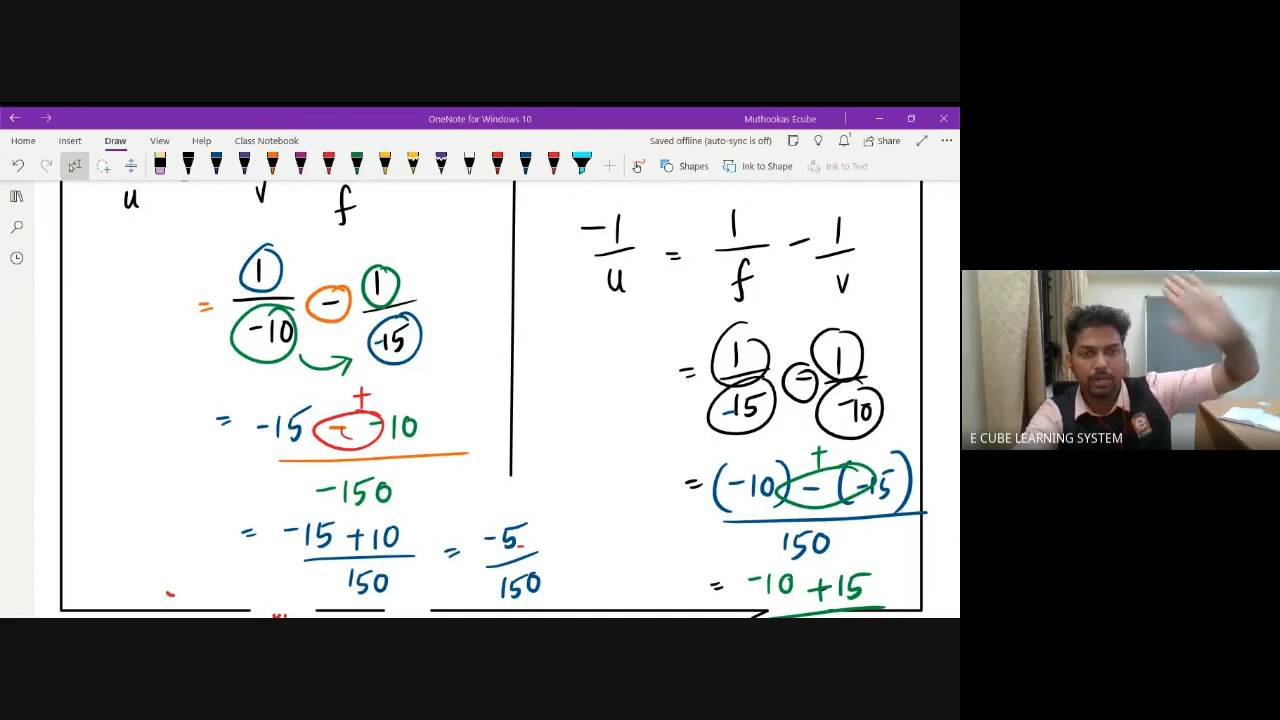 OneNote for Windows 10
Muthookas Ecube
Home Insert Draw View Help Class Notebook
Saved offline (auto-sync is off)
Share
Shapes
Ink to Shape
Ink to Text
u v f
= 1/-10 - 1/-15
+
= -15 - -10
-150
= -15 + 10 / 150 = -5 / 150
-1/u = 1/f - 1/v
= 1/-15 - 1/-10
+
= (-10) - (-15)
150
= -10 + 15
E CUBE LEARNING SYSTEM